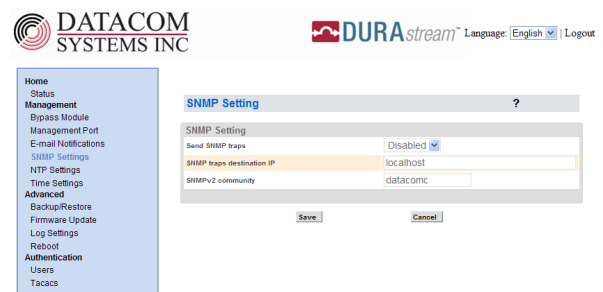 DATACOM
SYSTEMS INC
DURAstream™
Language: English | Logout
Home
Status
Management
Bypass Module
Management Port
E-mail Notifications
SNMP Settings
NTP Settings
Time Settings
Advanced
Backup/Restore
Firmware Update
Log Settings
Reboot
Authentication
Users
Tacacs
SNMP Setting ?
SNMP Setting
Send SNMP traps Disabled
SNMP traps destination IP localhost
SNMPv2 community datacomc
Save Cancel